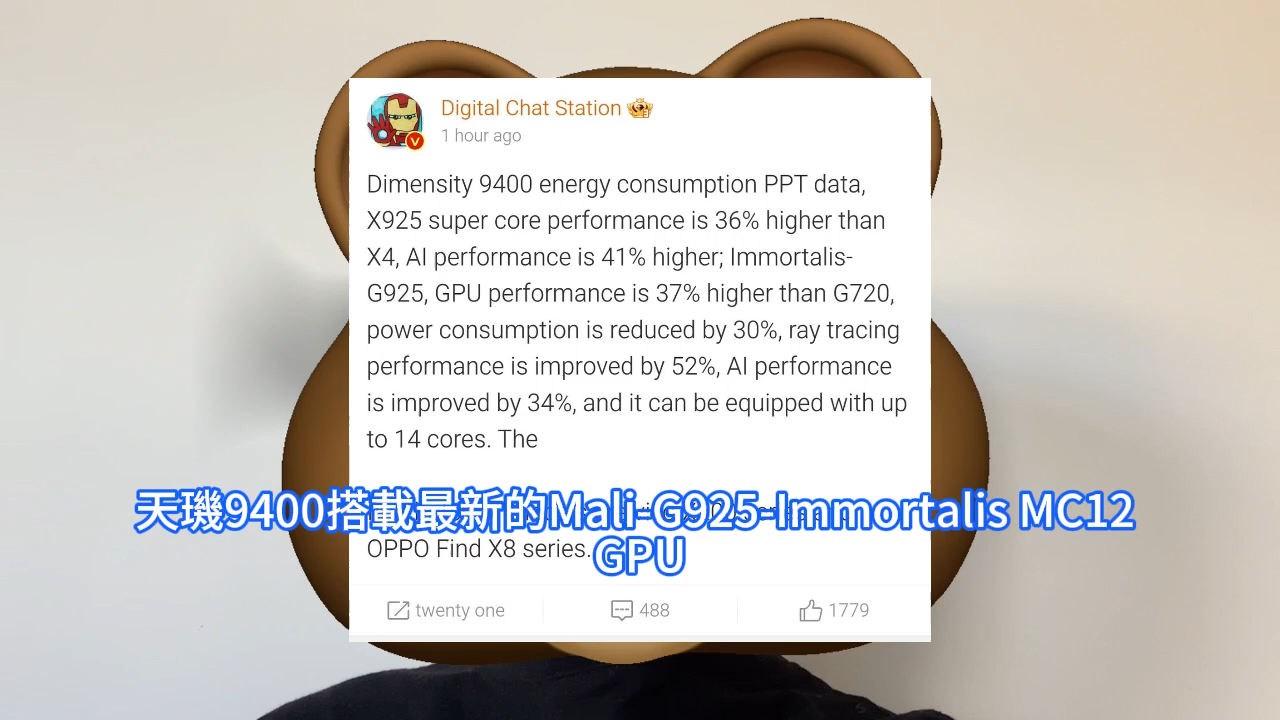 Digital Chat Station
1 hour ago
Dimensity 9400 energy consumption PPT data,
X925 super core performance is 36% higher than
X4, AI performance is 41% higher; Immortalis-
G925, GPU performance is 37% higher than G720,
power consumption is reduced by 30%, ray tracing
performance is improved by 52%, AI performance
is improved by 34%, and it can be equipped with up
to 14 cores. The
天璣9400搭載最新的Mali-G925-Immortalis MC12
GPU
OPPO Find X8 series.
twenty one
488
1779